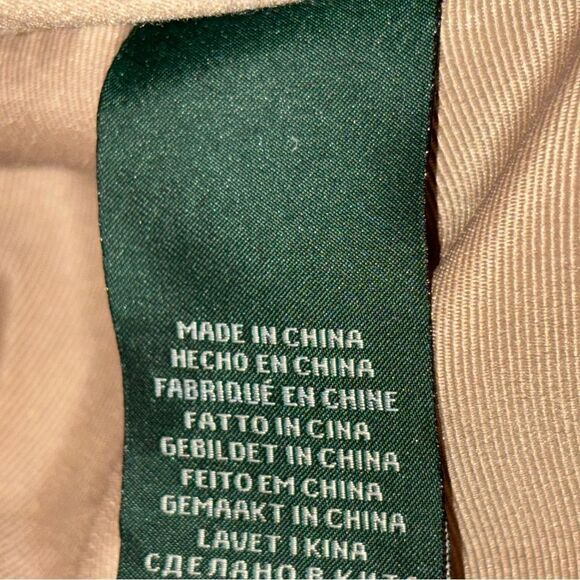 MADE IN CHINA
HECHO EN CHINA
FABRIQUÉ EN CHINE
FATTO IN CINA
GEBILDET IN CHINA
FEITO EM CHINA
GEMAAKT IN CHINA
LAVET I KINA
СДЕЛАНО В